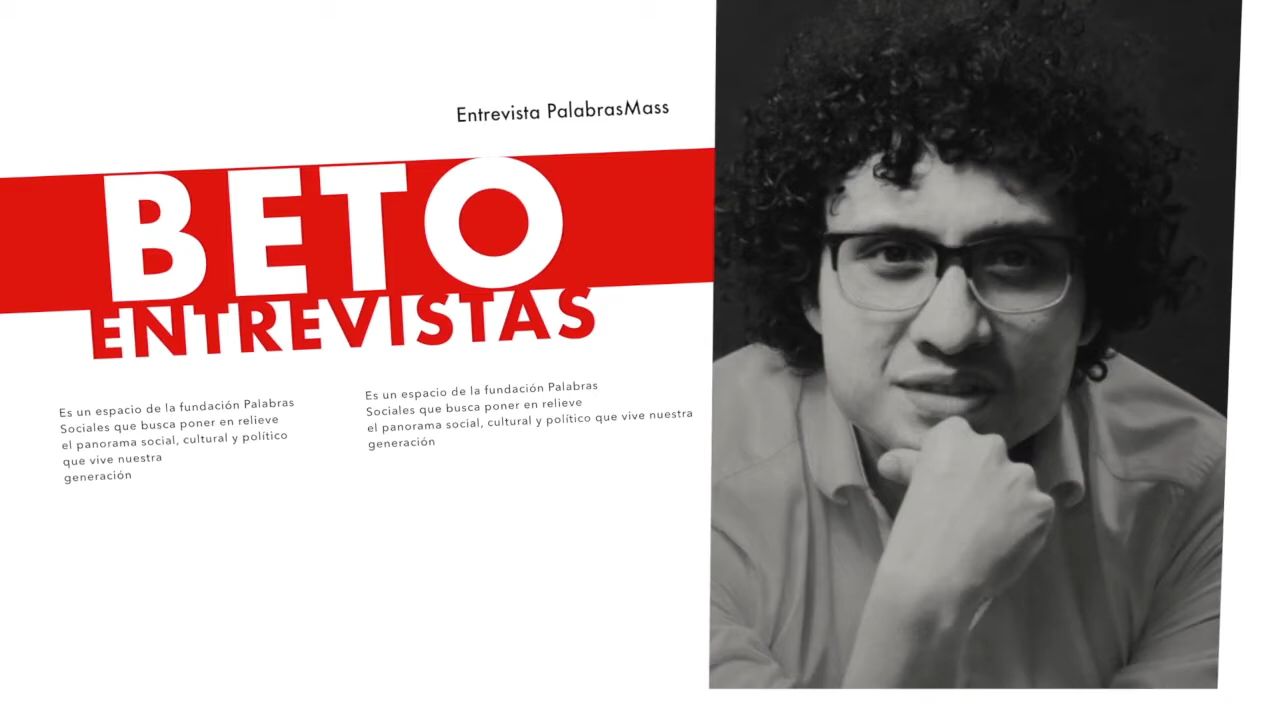 Entrevista PalabrasMass
BETO
ENTREVISTAS
Es un espacio de la fundación Palabras
Sociales que busca poner en relieve
el panorama social, cultural y político
que vive nuestra
generación
Es un espacio de la fundación Palabras
Sociales que busca poner en relieve
el panorama social, cultural y político que vive nuestra
generación